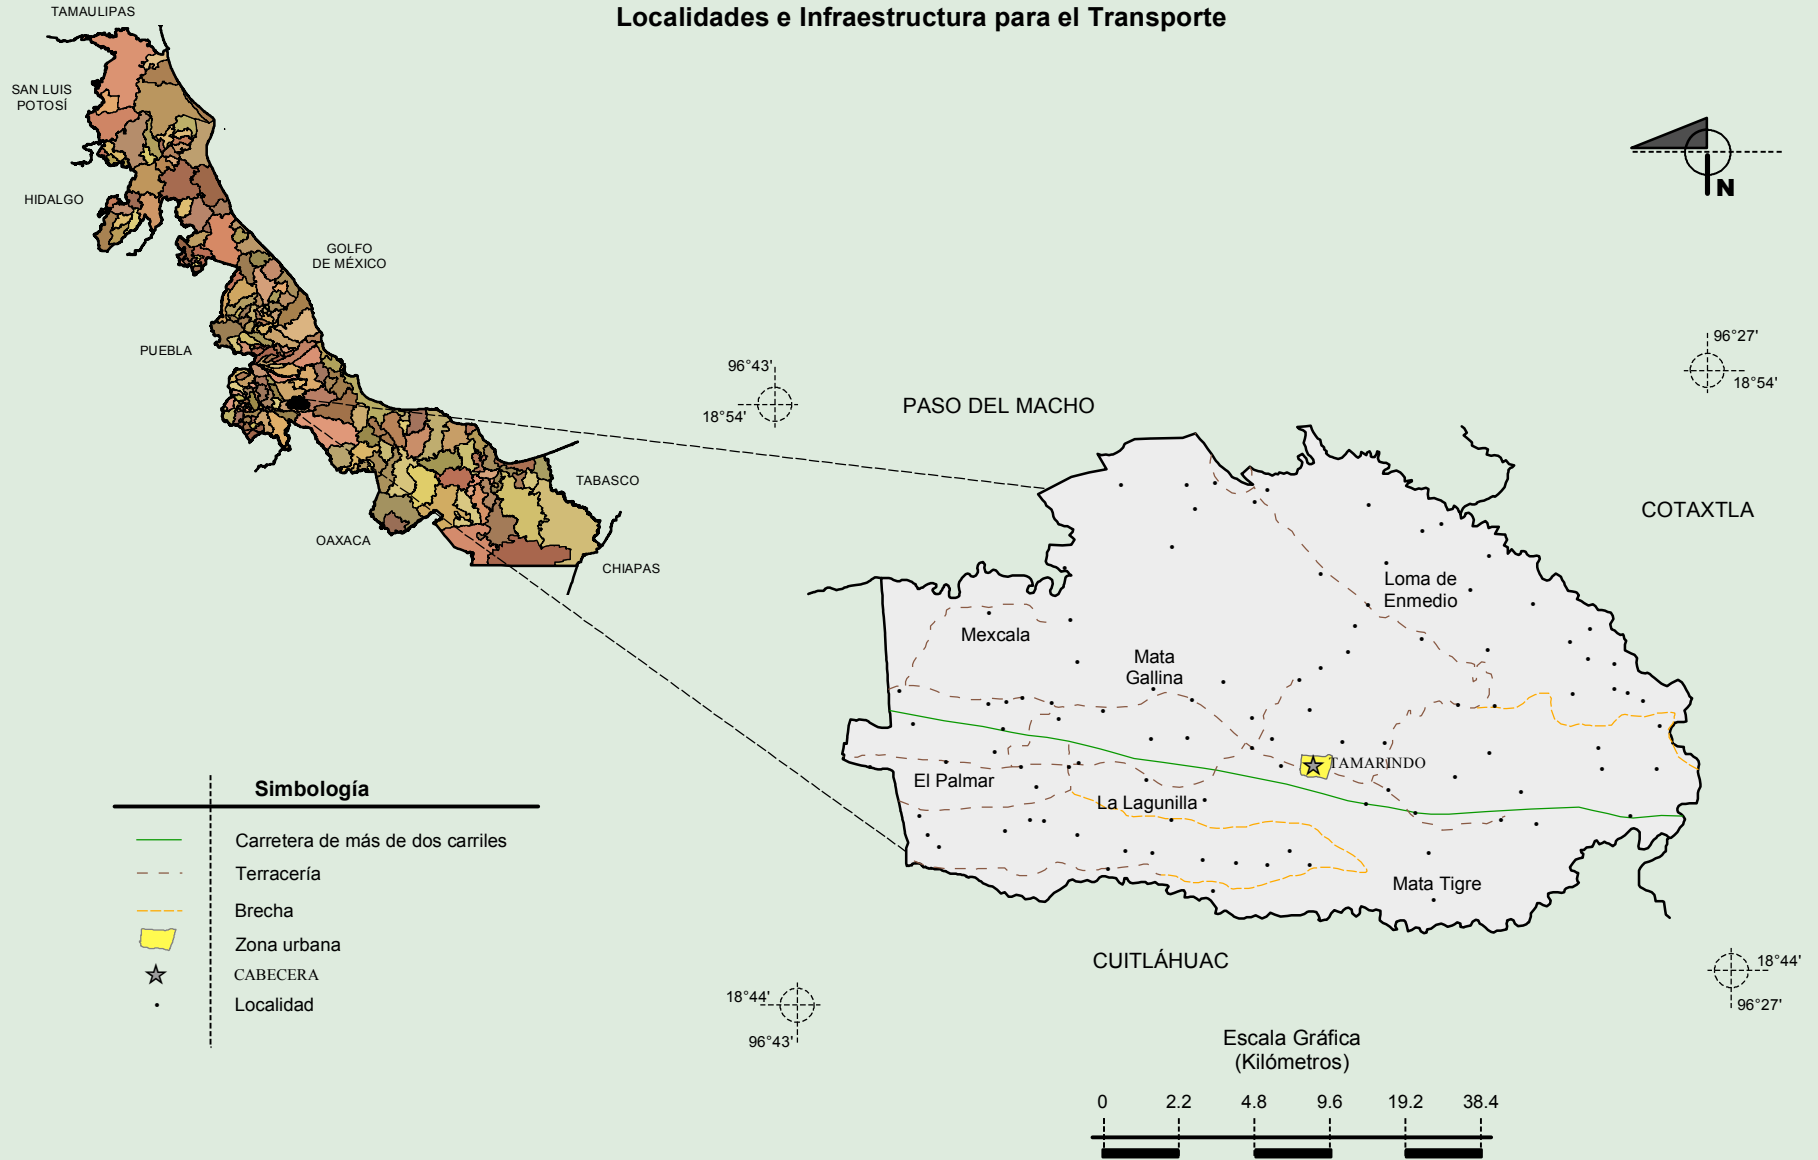 Localidades e Infraestructura para el Transporte
TAMAULIPAS
SAN LUIS
POTOSÍ
HIDALGO
GOLFO
DE MÉXICO
PUEBLA
OAXACA
TABASCO
CHIAPAS
N
96°43'
18°54'
96°27'
18°54'
PASO DEL MACHO
COTAXTLA
Loma de
Enmedio
Mexcala
Mata
Gallina
TAMARINDO
El Palmar
La Lagunilla
Mata Tigre
CUITLÁHUAC
18°44'
96°43'
18°44'
96°27'
Simbología
Carretera de más de dos carriles
Terracería
Brecha
Zona urbana
CABECERA
Localidad
Escala Gráfica
(Kilómetros)
0 2.2 4.8 9.6 19.2 38.4